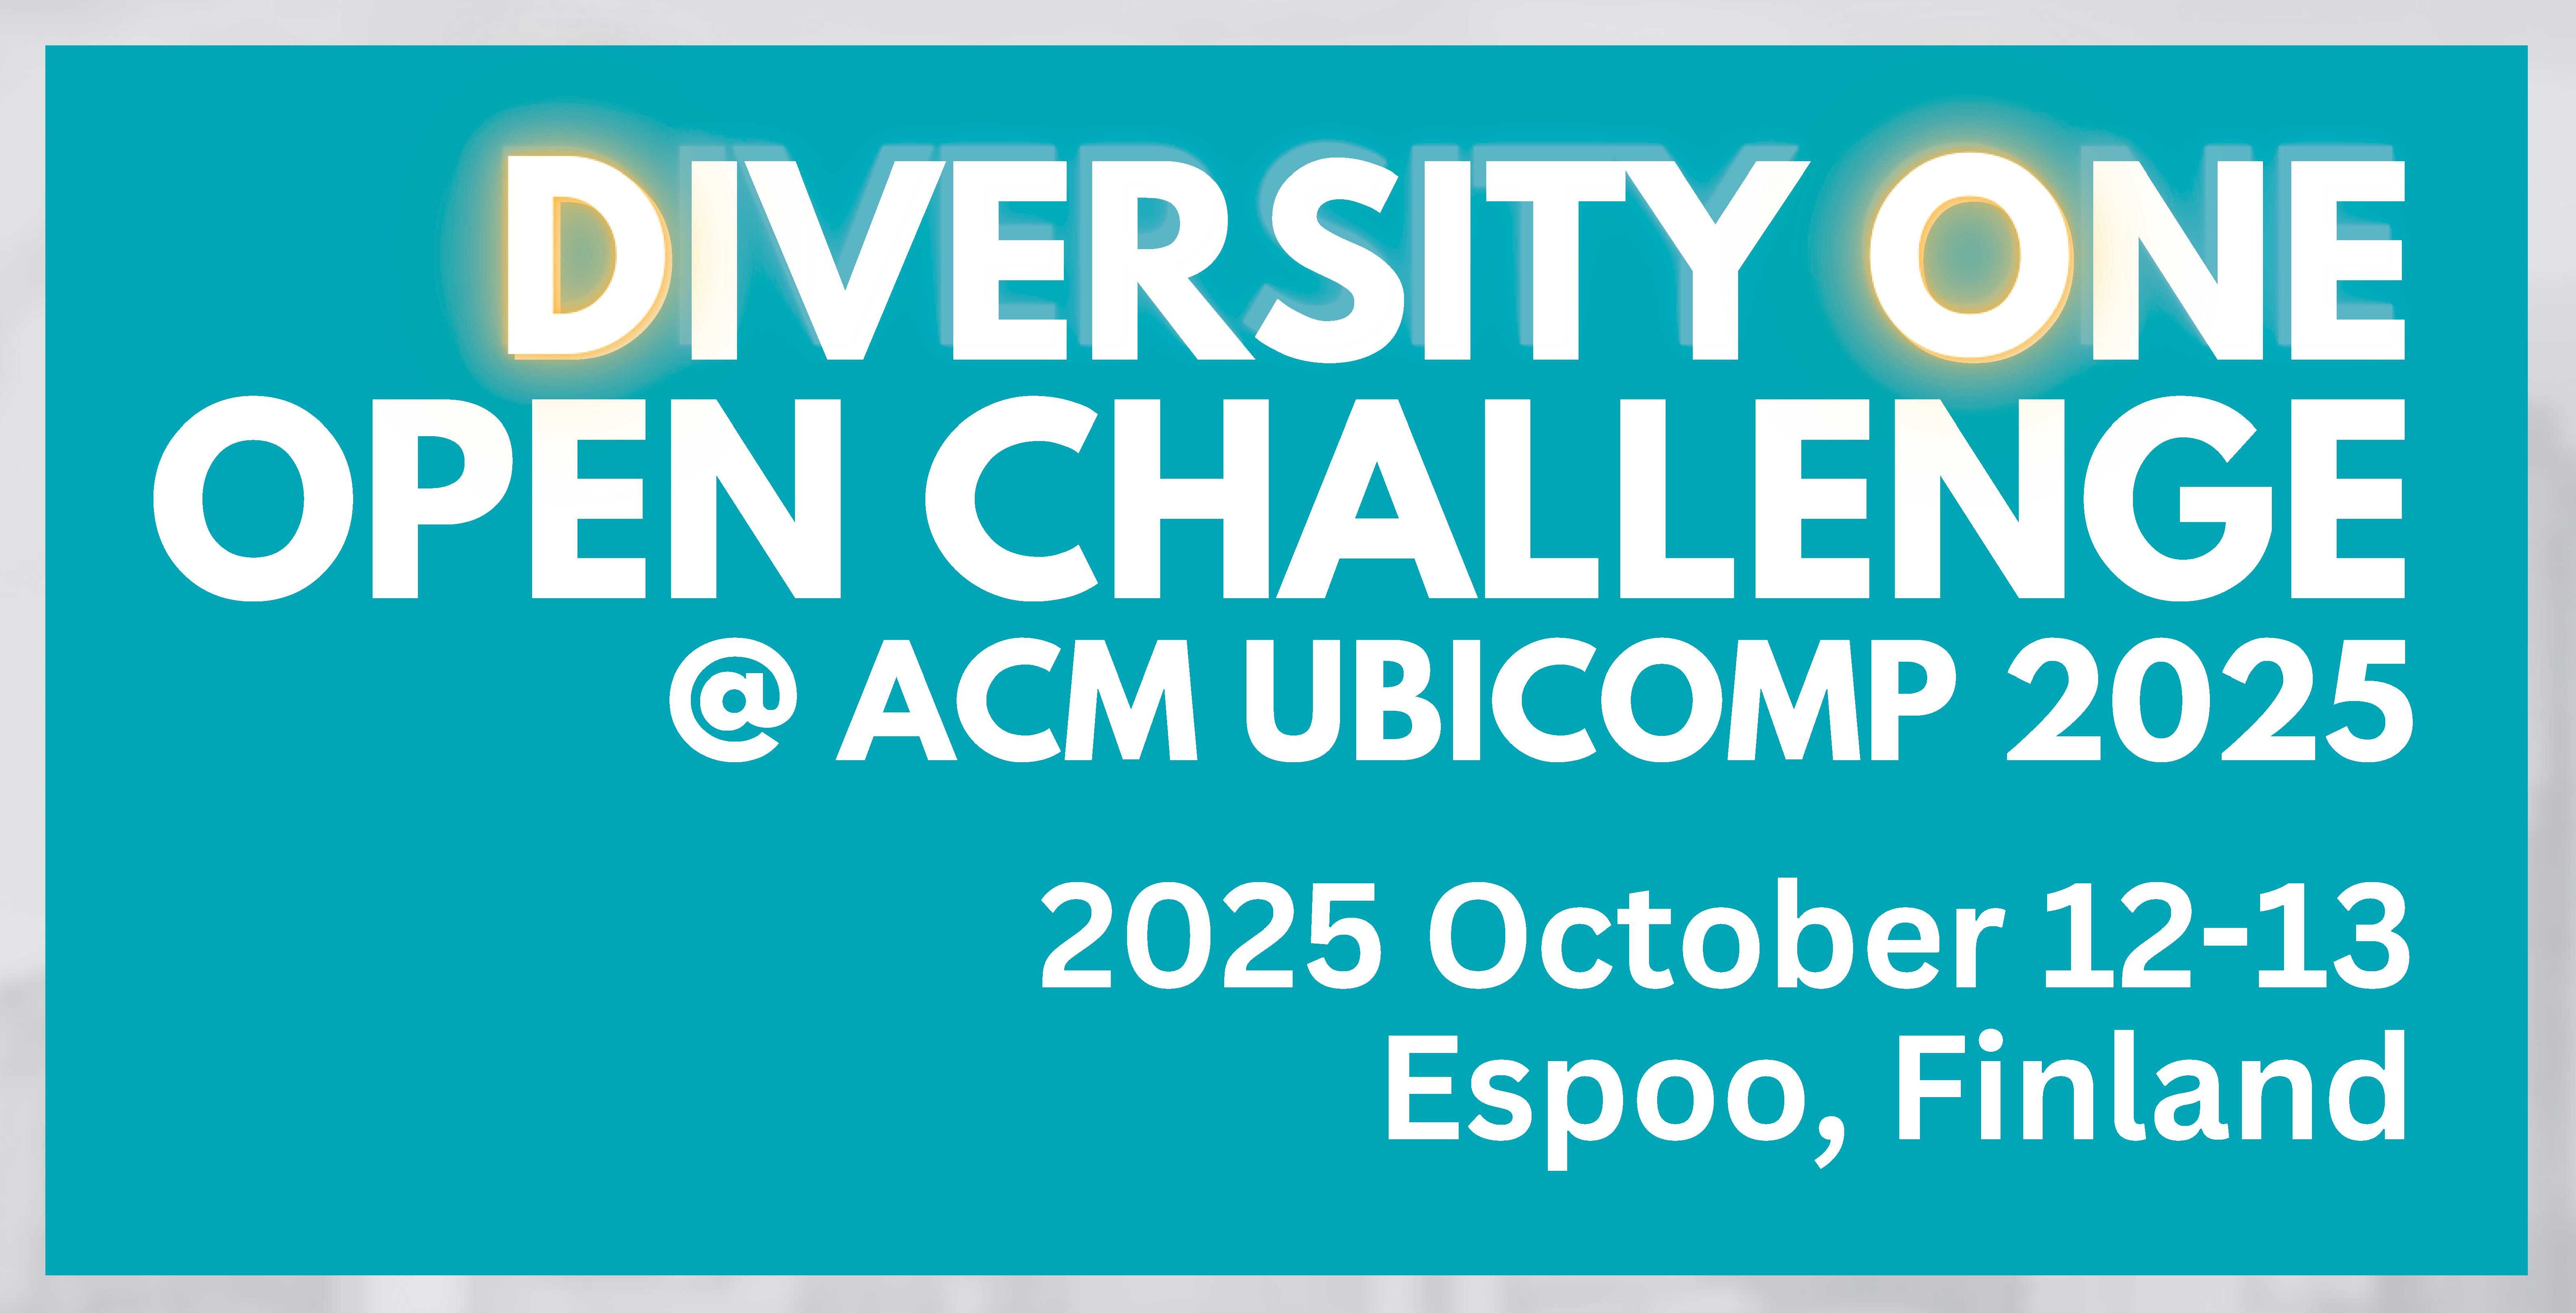 DIVERSITY ONE
OPEN CHALLENGE
@ ACM UBICOMP 2025
2025 October 12-13
Espoo, Finland